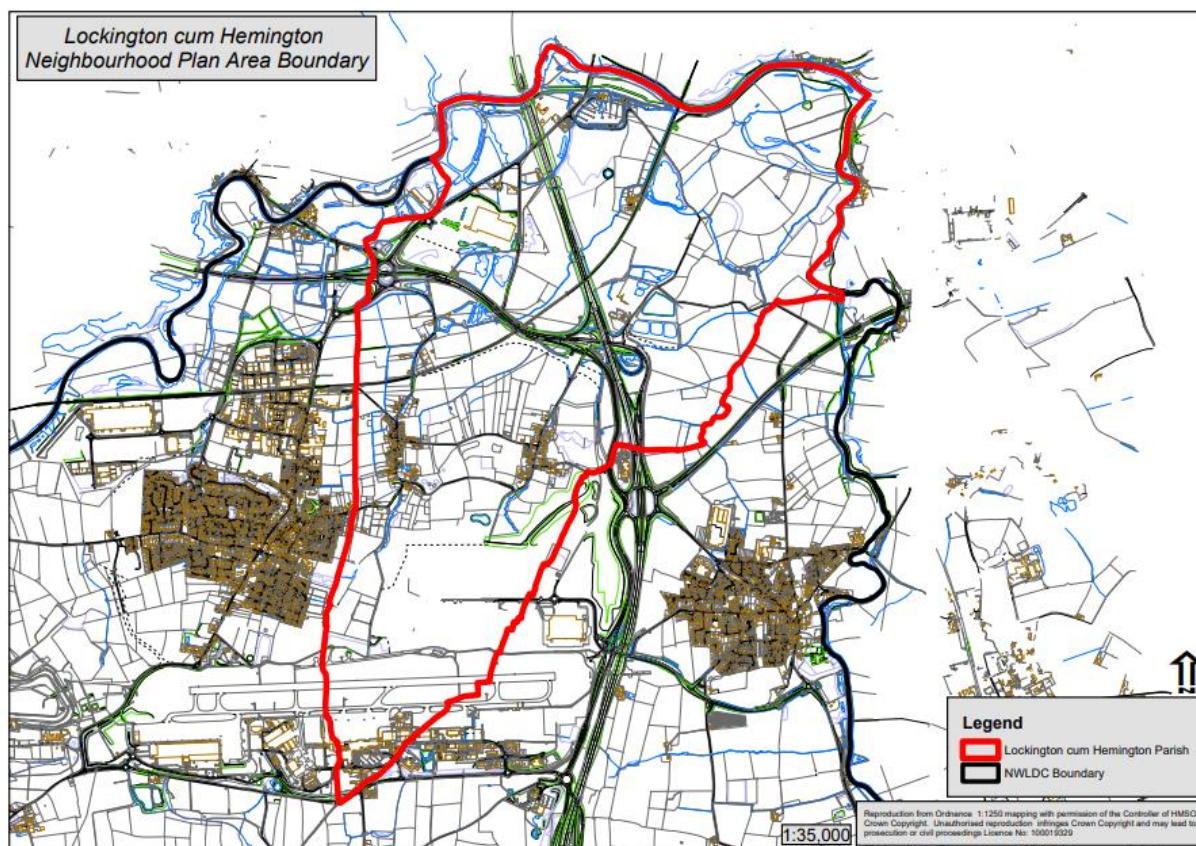 Lockington cum Hemington
Neighbourhood Plan Area Boundary
Legend
Lockington cum Hemington Parish
NWLDC Boundary
1:35,000
Reproduction from Ordnance 1:1250 mapping with permission of the Controller of HMSO
Crown Copyright. Unauthorised reproduction infringes Crown Copyright and may lead to
prosecution or civil proceedings Licence No: 100019329